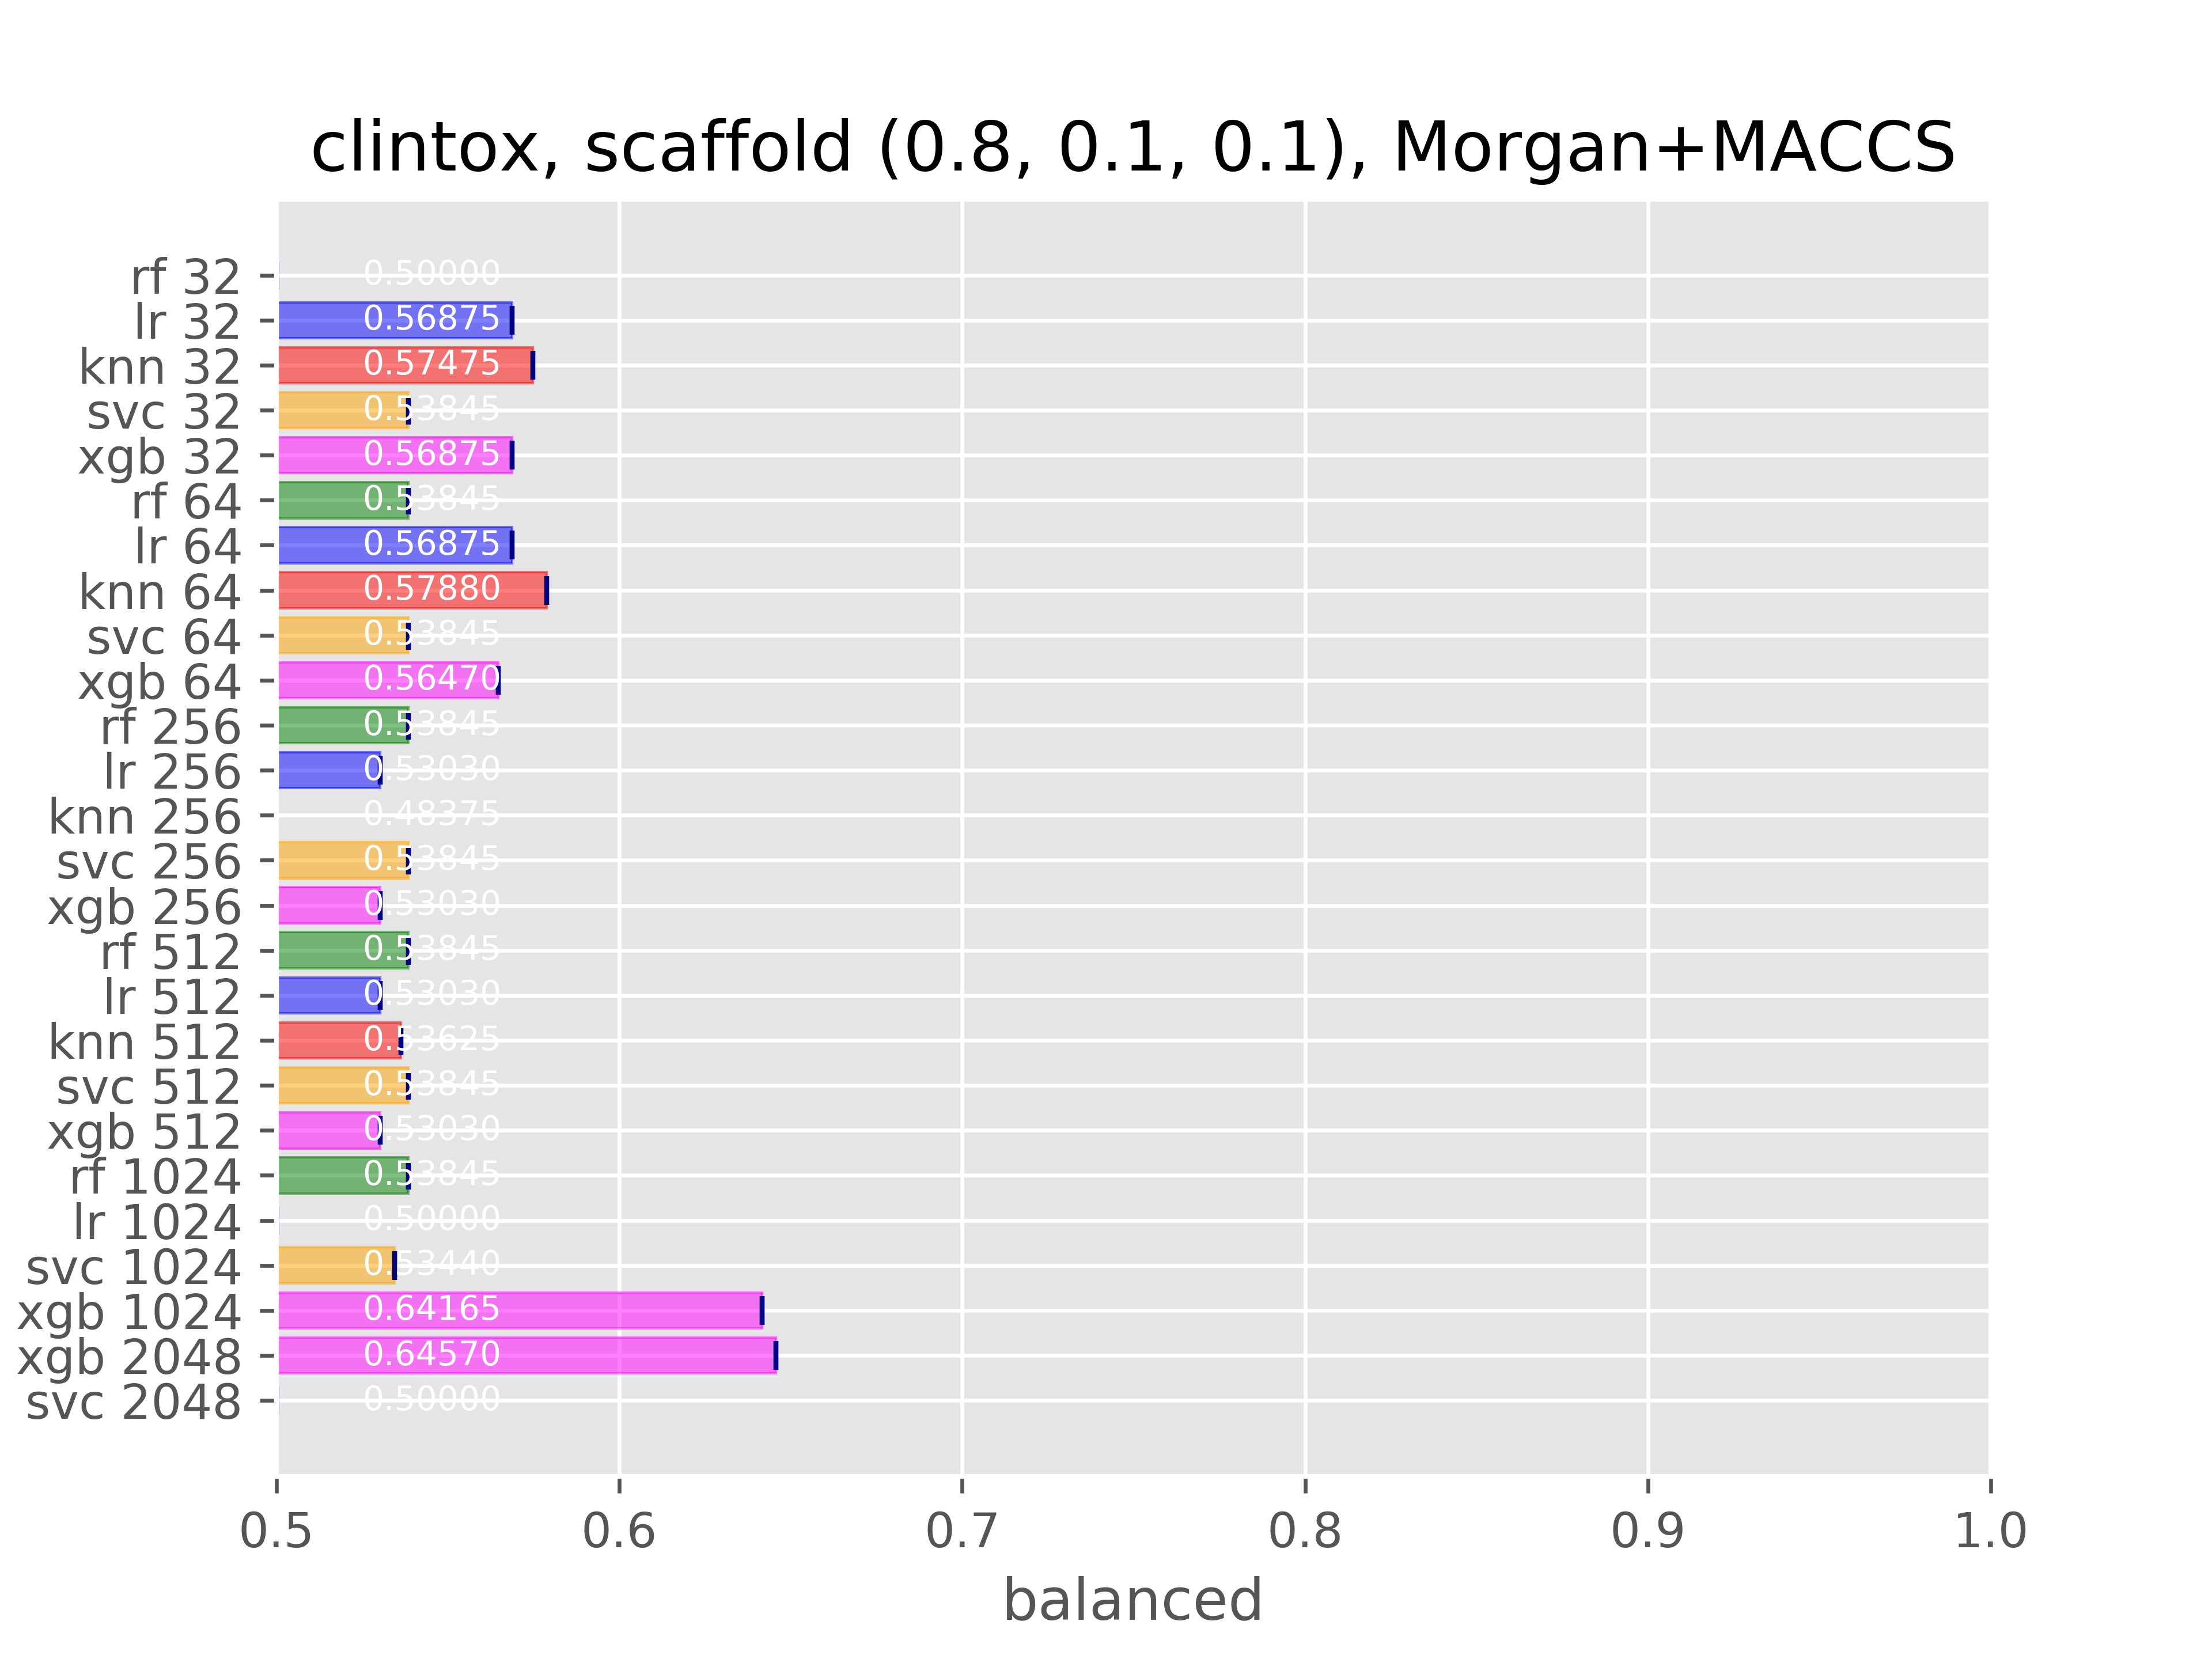 clintox, scaffold (0.8, 0.1, 0.1), Morgan+MACCS
rf 32 0.50000
lr 32 0.56875
knn 32 0.57475
svc 32 0.53845
xgb 32 0.56875
rf 64 0.53845
lr 64 0.56875
knn 64 0.57880
svc 64 0.53845
xgb 64 0.56470
rf 256 0.53845
lr 256 0.53030
knn 256 0.48375
svc 256 0.53845
xgb 256 0.53030
rf 512 0.53845
lr 512 0.53030
knn 512 0.53625
svc 512 0.53845
xgb 512 0.53030
rf 1024 0.53845
lr 1024 0.50000
svc 1024 0.53440
xgb 1024 0.64165
xgb 2048 0.64570
svc 2048 0.50000
0.5 0.6 0.7 0.8 0.9 1.0
balanced